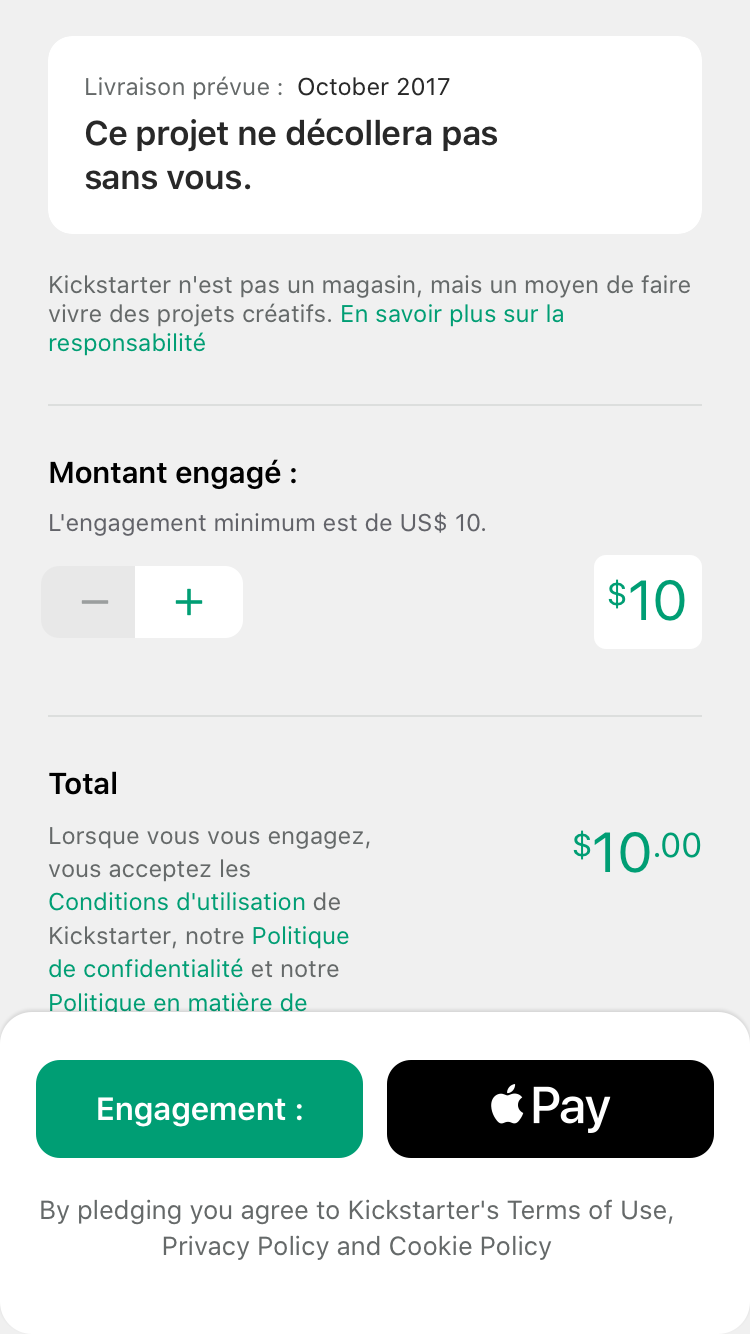 Livraison prévue : October 2017
Ce projet ne décollera pas
sans vous.
Kickstarter n'est pas un magasin, mais un moyen de faire
vivre des projets créatifs. En savoir plus sur la
responsabilité
Montant engagé :
L'engagement minimum est de US$ 10.
− +
$10
Total
Lorsque vous vous engagez,
vous acceptez les
$10.00
Conditions d'utilisation de
Kickstarter, notre Politique
de confidentialité et notre
Politique en matière de
Engagement :
Pay
By pledging you agree to Kickstarter's Terms of Use,
Privacy Policy and Cookie Policy